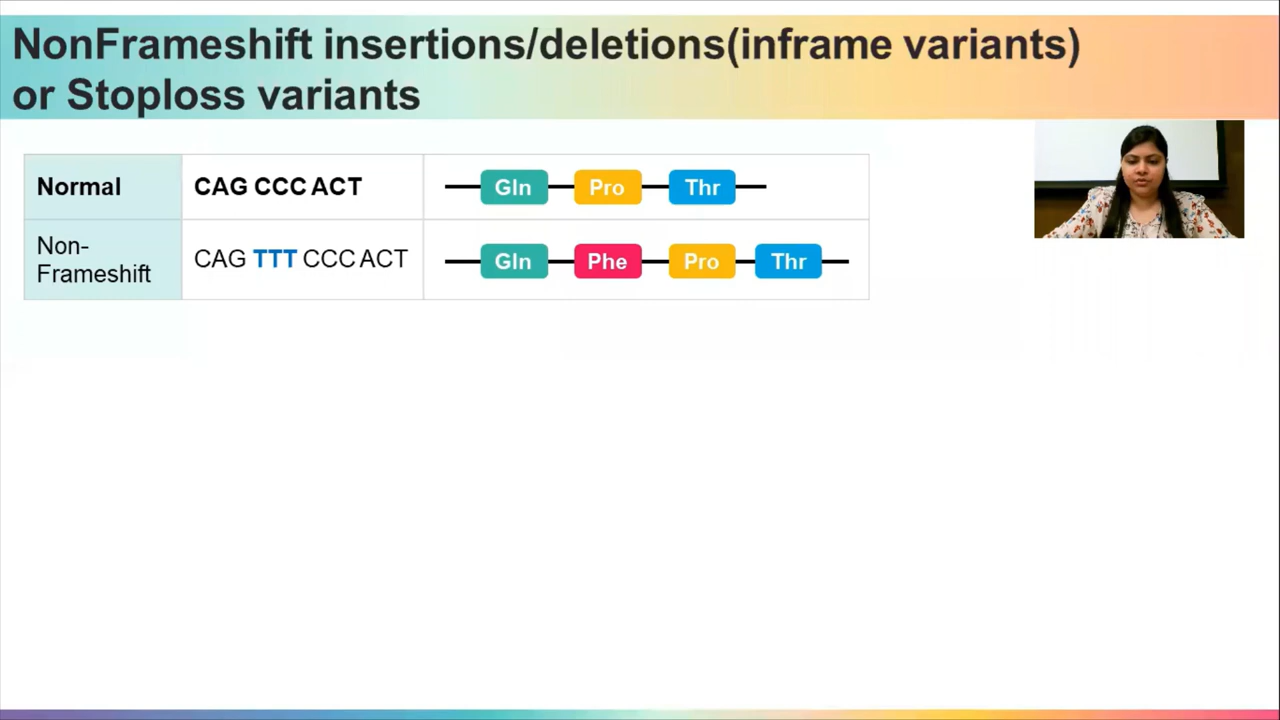 NonFrameshift insertions/deletions(inframe variants)
or Stoploss variants
Normal
CAG CCC ACT
Gln Pro Thr
Non-
Frameshift
CAG TTT CCC ACT
Gln Phe Pro Thr